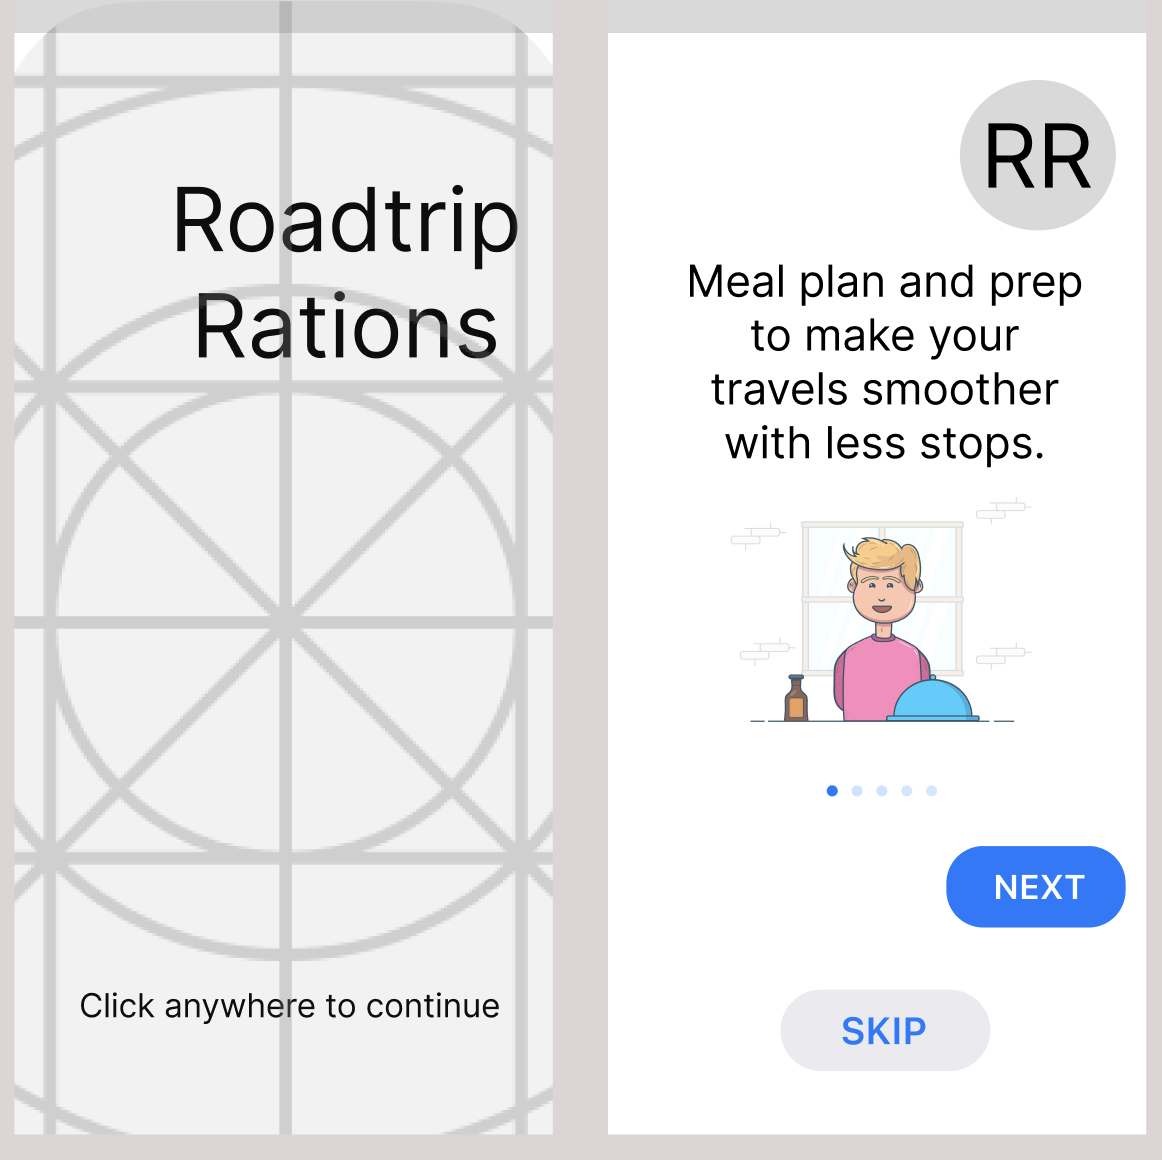 Roadtrip
Rations
Click anywhere to continue
RR
Meal plan and prep
to make your
travels smoother
with less stops.
NEXT
SKIP